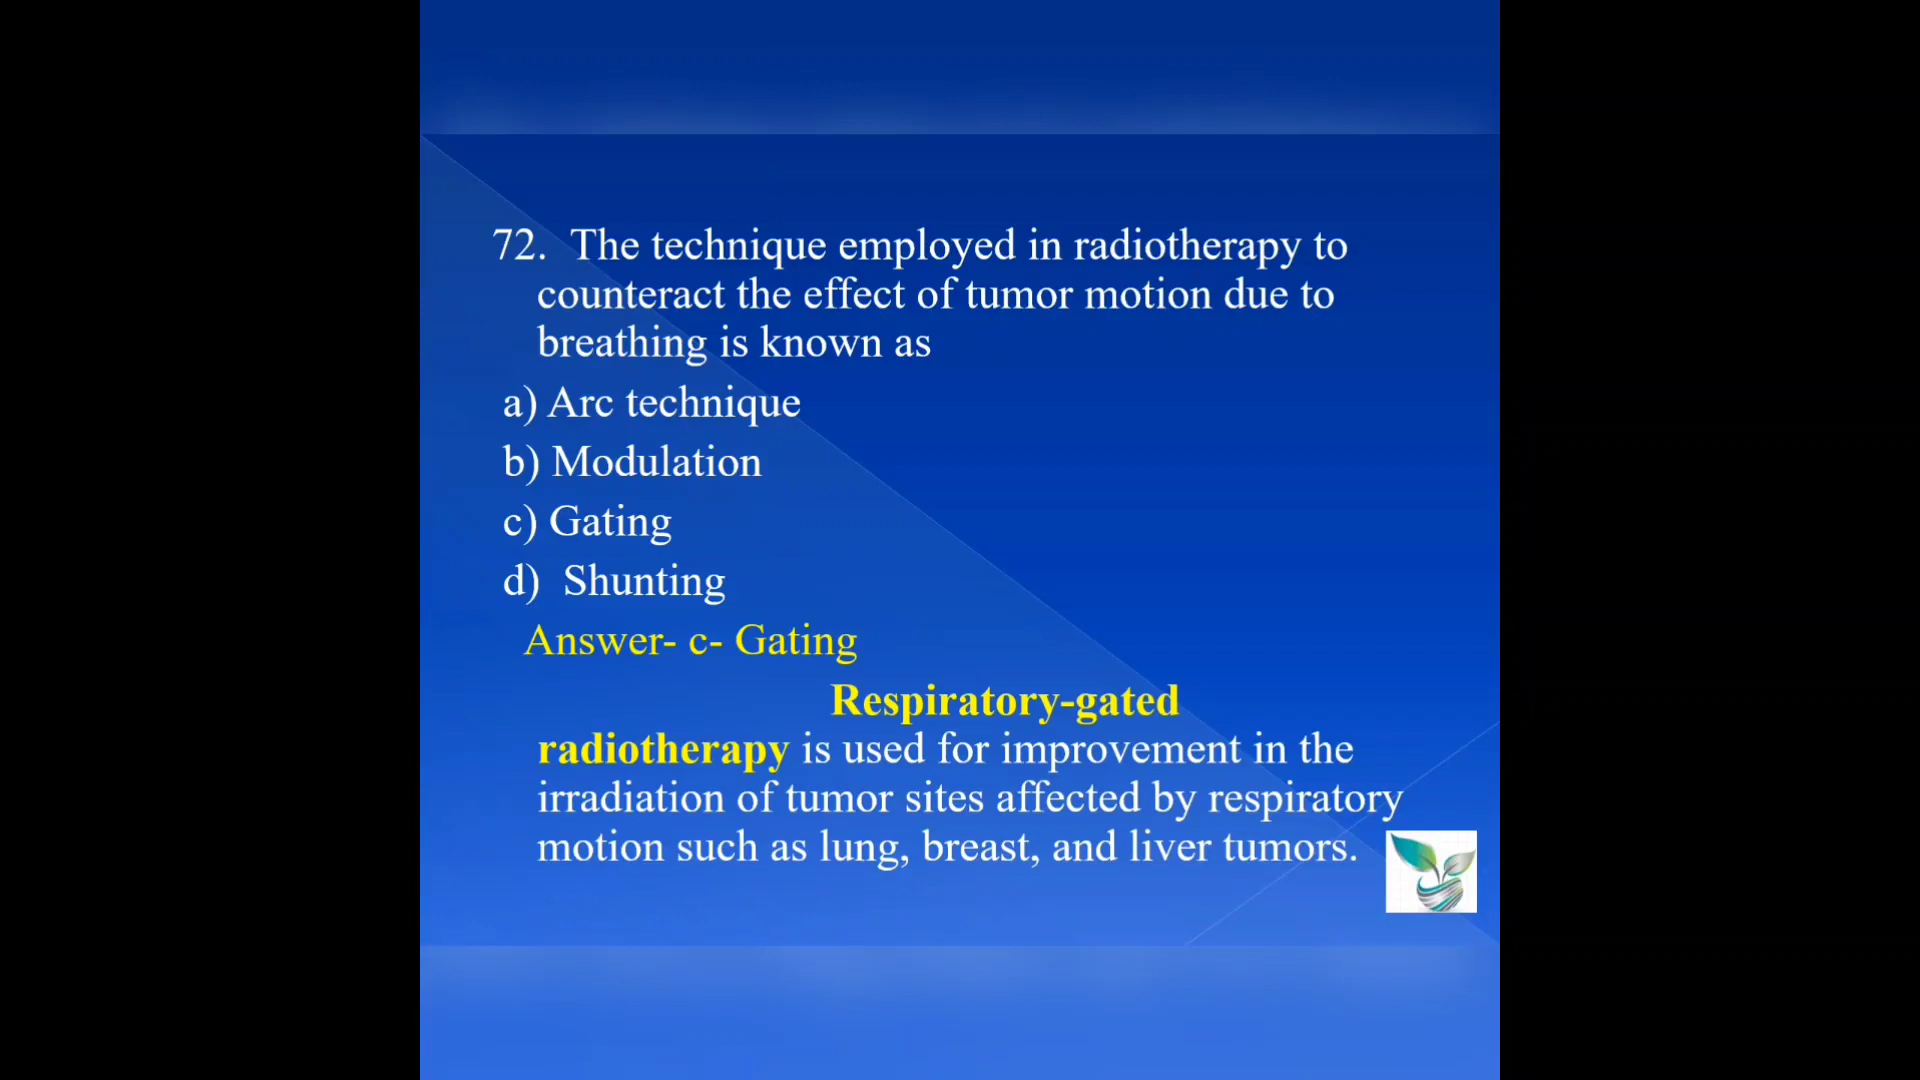 72. The technique employed in radiotherapy to
counteract the effect of tumor motion due to
breathing is known as
a) Arc technique
b) Modulation
c) Gating
d) Shunting
Answer- c- Gating
Respiratory-gated
radiotherapy is used for improvement in the
irradiation of tumor sites affected by respiratory
motion such as lung, breast, and liver tumors.